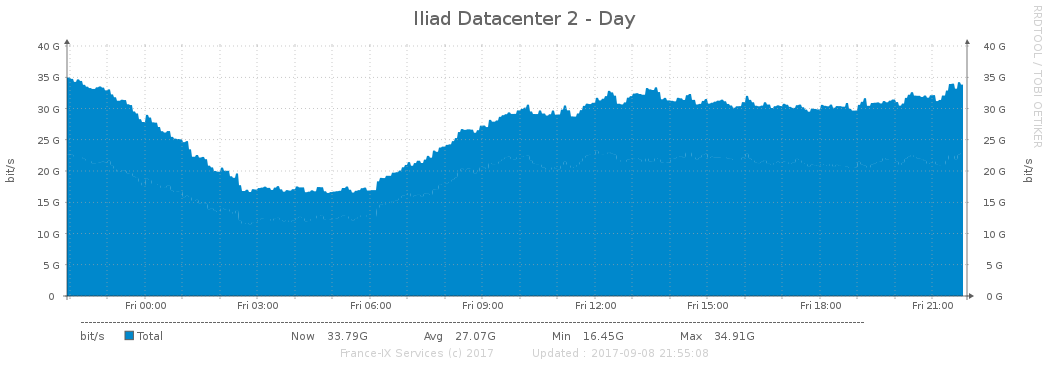 Iliad Datacenter 2 - Day
RRDTOOL / TOBI OETIKER
bit/s
40 G
35 G
30 G
25 G
20 G
15 G
10 G
5 G
0
40 G
35 G
30 G
25 G
20 G
15 G
10 G
5 G
0 G
bit/s
Fri 00:00 Fri 03:00 Fri 06:00 Fri 09:00 Fri 12:00 Fri 15:00 Fri 18:00 Fri 21:00
bit/s Total Now 33.79G Avg 27.07G Min 16.45G Max 34.91G
France-IX Services (c) 2017 Updated : 2017-09-08 21:55:08